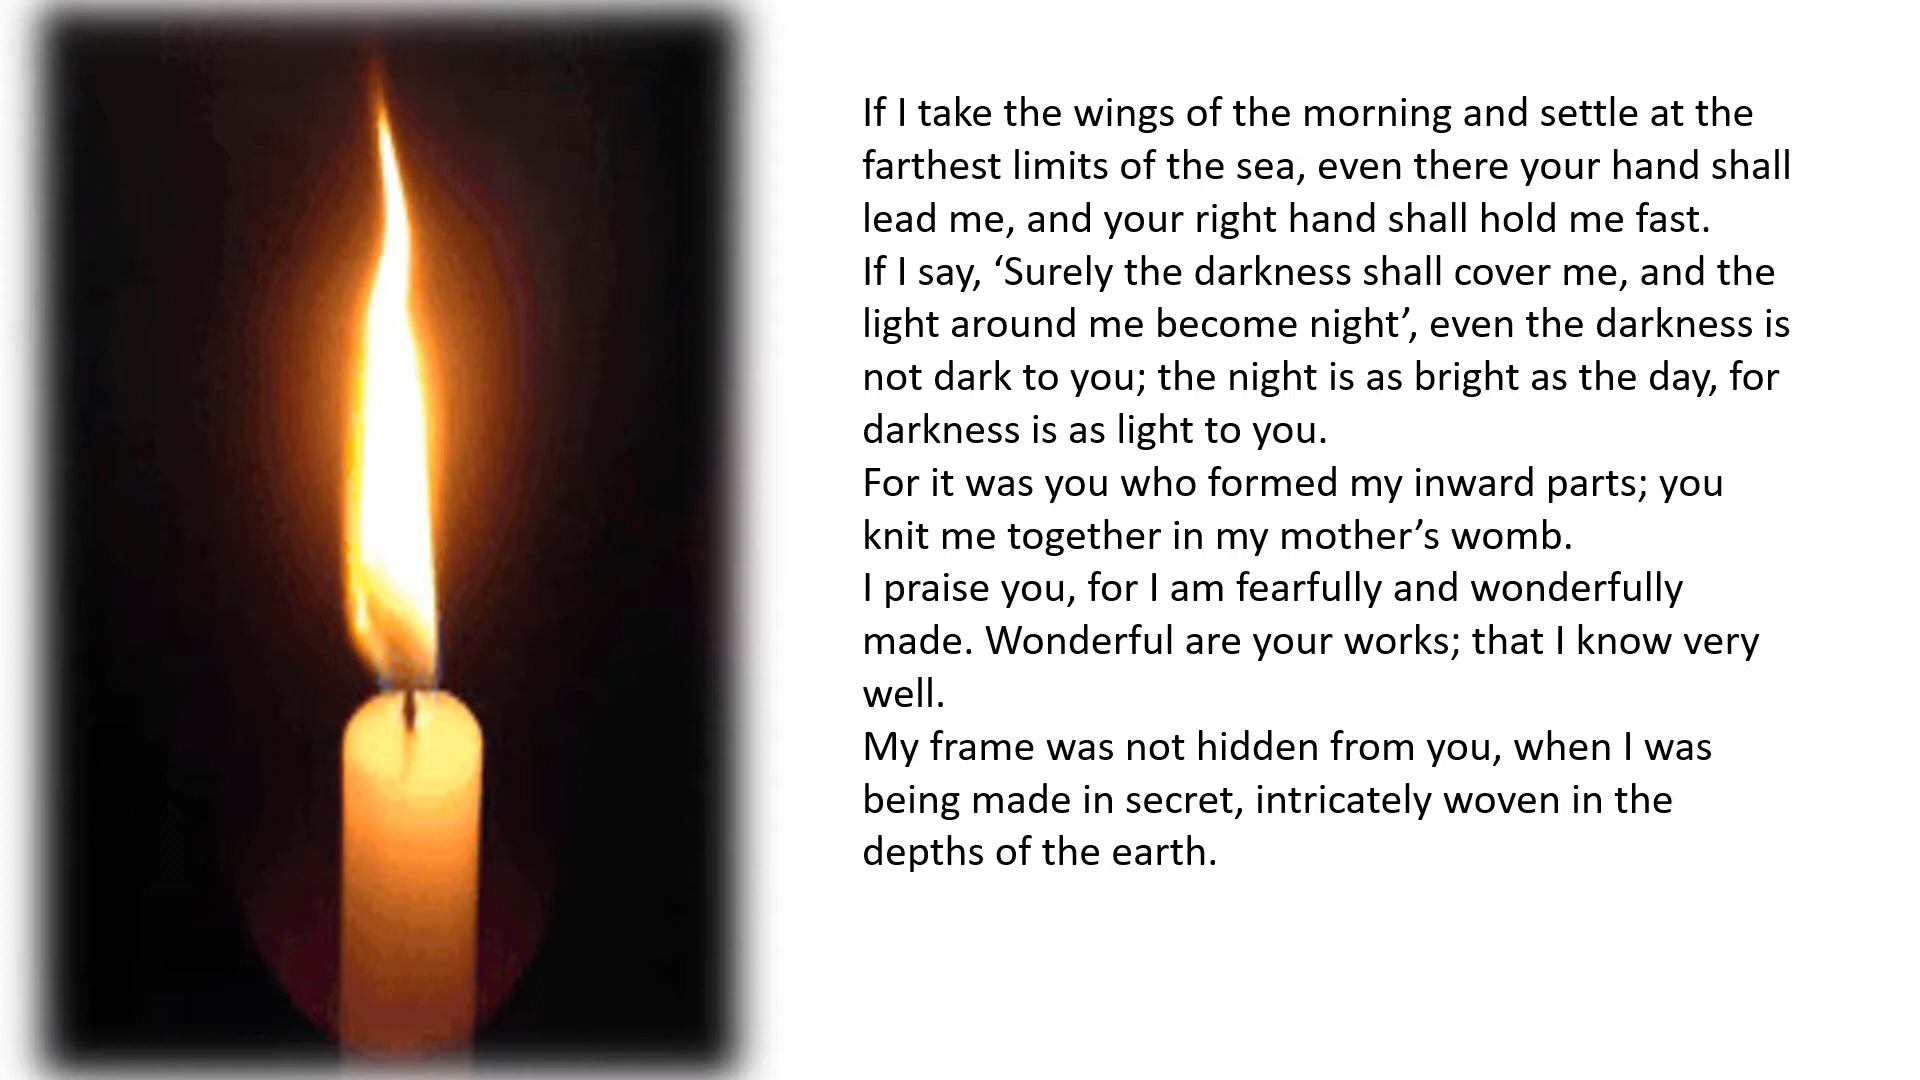 If I take the wings of the morning and settle at the
farthest limits of the sea, even there your hand shall
lead me, and your right hand shall hold me fast.
If I say, ‘Surely the darkness shall cover me, and the
light around me become night’, even the darkness is
not dark to you; the night is as bright as the day, for
darkness is as light to you.
For it was you who formed my inward parts; you
knit me together in my mother’s womb.
I praise you, for I am fearfully and wonderfully
made. Wonderful are your works; that I know very
well.
My frame was not hidden from you, when I was
being made in secret, intricately woven in the
depths of the earth.